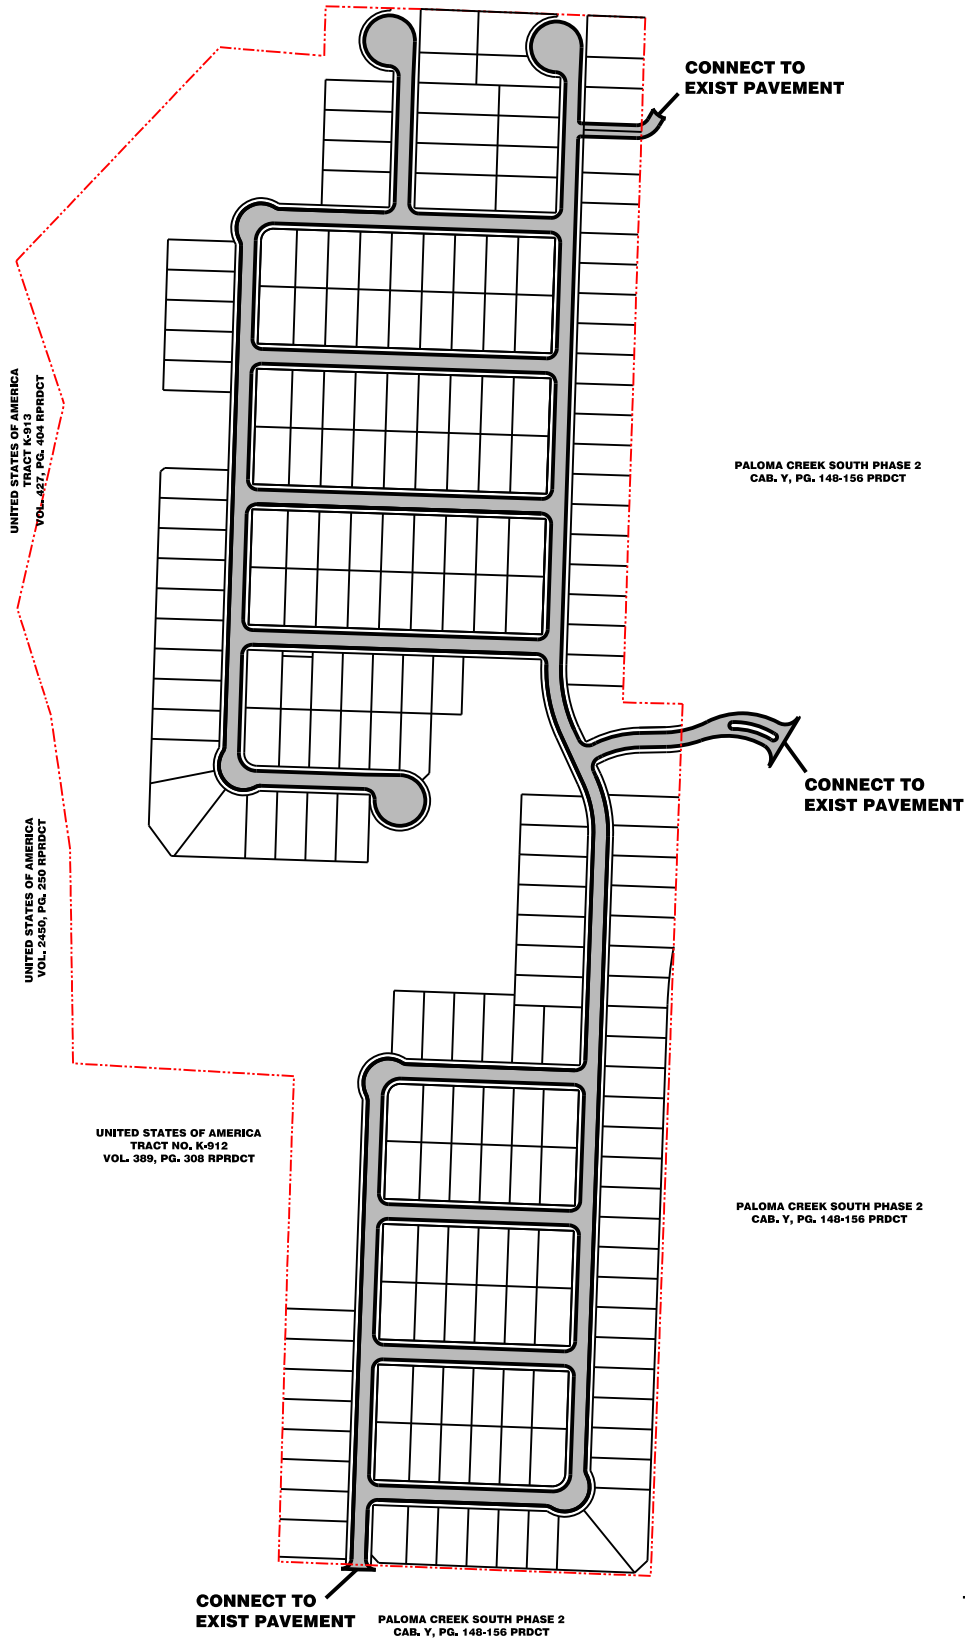 CONNECT TO
EXIST PAVEMENT
UNITED STATES OF AMERICA
TRACT K-913
VOL. 427, PG. 404 RPRDCT
PALOMA CREEK SOUTH PHASE 2
CAB. Y, PG. 148-156 PRDCT
CONNECT TO
EXIST PAVEMENT
UNITED STATES OF AMERICA
VOL. 2450, PG. 250 RPRDCT
UNITED STATES OF AMERICA
TRACT NO. K-912
VOL. 389, PG. 308 RPRDCT
PALOMA CREEK SOUTH PHASE 2
CAB. Y, PG. 148-156 PRDCT
CONNECT TO
EXIST PAVEMENT
PALOMA CREEK SOUTH PHASE 2
CAB. Y, PG. 148-156 PRDCT